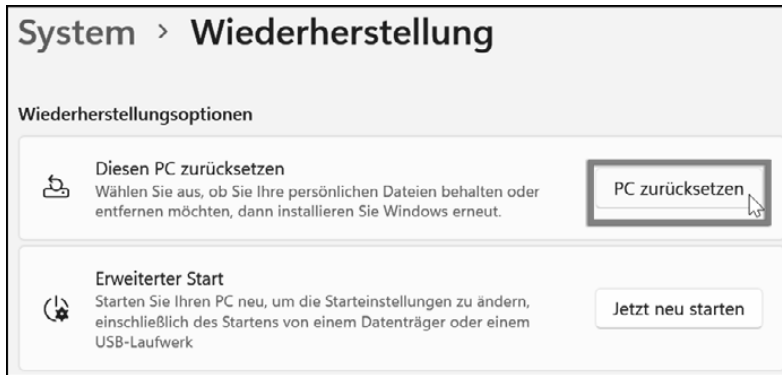 System > Wiederherstellung
Wiederherstellungsoptionen
Diesen PC zurücksetzen
Wählen Sie aus, ob Sie Ihre persönlichen Dateien behalten oder
entfernen möchten, dann installieren Sie Windows erneut.
PC zurücksetzen
Erweiterter Start
Starten Sie Ihren PC neu, um die Starteinstellungen zu ändern,
einschließlich des Startens von einem Datenträger oder einem
USB-Laufwerk
Jetzt neu starten